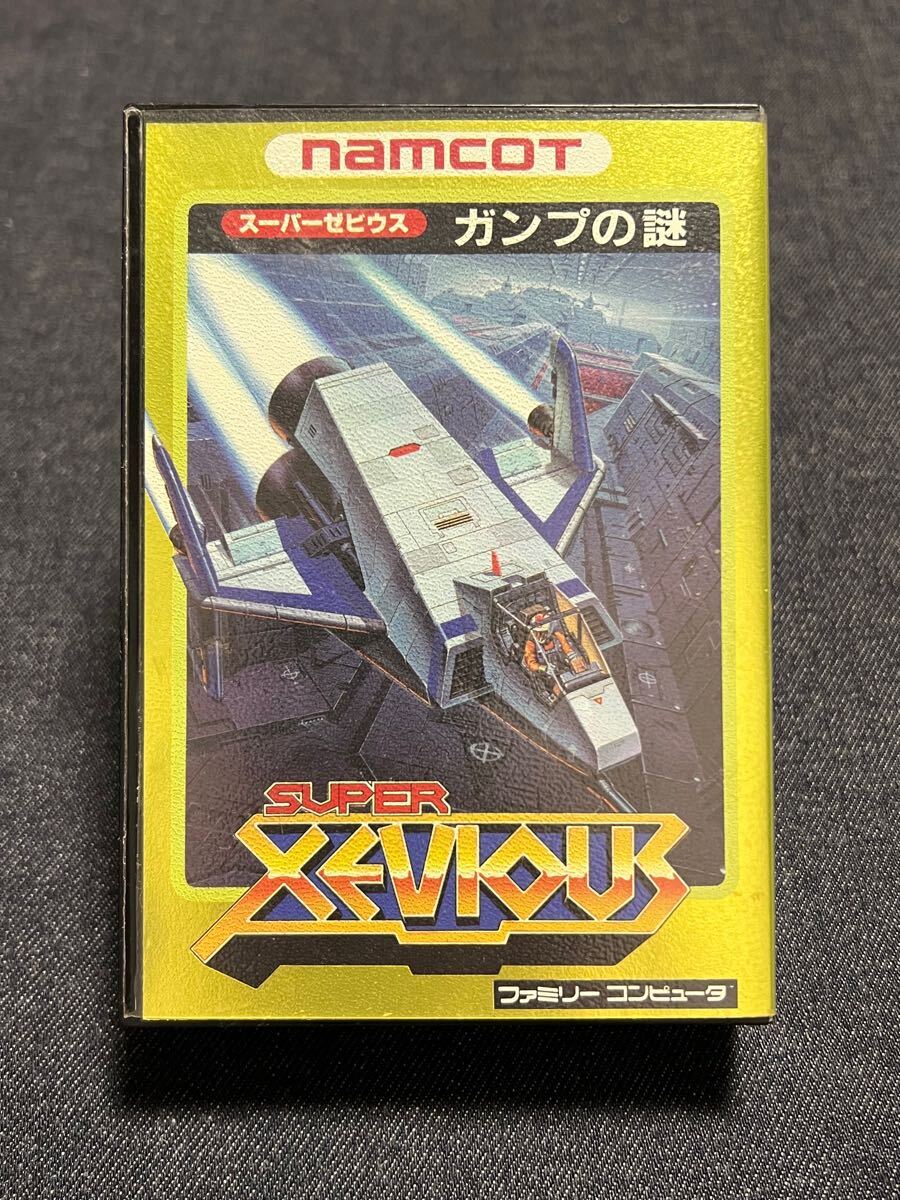 namcot
スーパーゼビウス ガンプの謎
SUPER
XEVIOUS
ファミリー コンピュータ